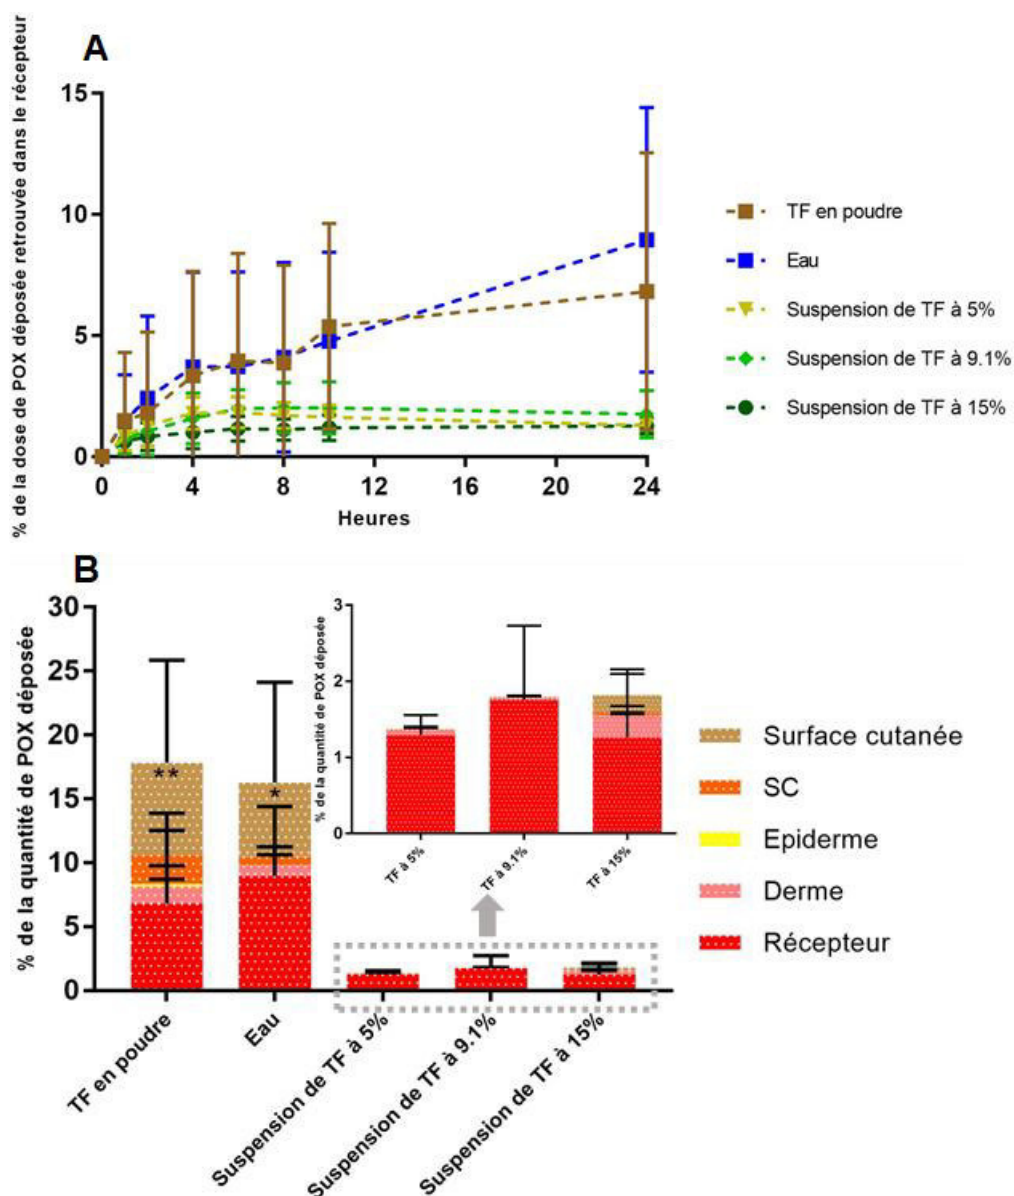 A
% de la dose de POX déposée retrouvée dans le récepteur
15
10
5
0
0
4
8
12
16
20
24
Heures
TF en poudre
Eau
Suspension de TF à 5%
Suspension de TF à 9.1%
Suspension de TF à 15%
B
% de la quantité de POX déposée
30
25
20
15
10
5
0
**
*
% de la quantité de POX déposée
3
2
1
0
TF à 5%
TF à 9.1%
TF à 15%
TF en poudre
Eau
Suspension de TF à 5%
Suspension de TF à 9.1%
Suspension de TF à 15%
Surface cutanée
SC
Epiderme
Derme
Récepteur